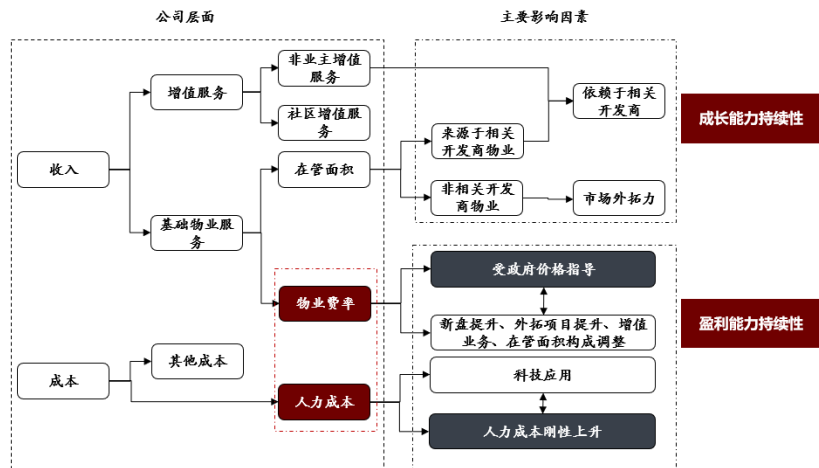 公司层面
主要影响因素
非业主增值
服务
增值服务
社区增值服
务
依赖于相关
开发商
成长能力持续性
收入
在管面积
来源于相关
开发商物业
非相关开发
商物业
市场外拓力
基础物业服
务
物业费率
受政府价格指导
新盘提升、外拓项目提升、增值
业务、在管面积构成调整
盈利能力持续性
其他成本
成本
科技应用
人力成本
人力成本刚性上升